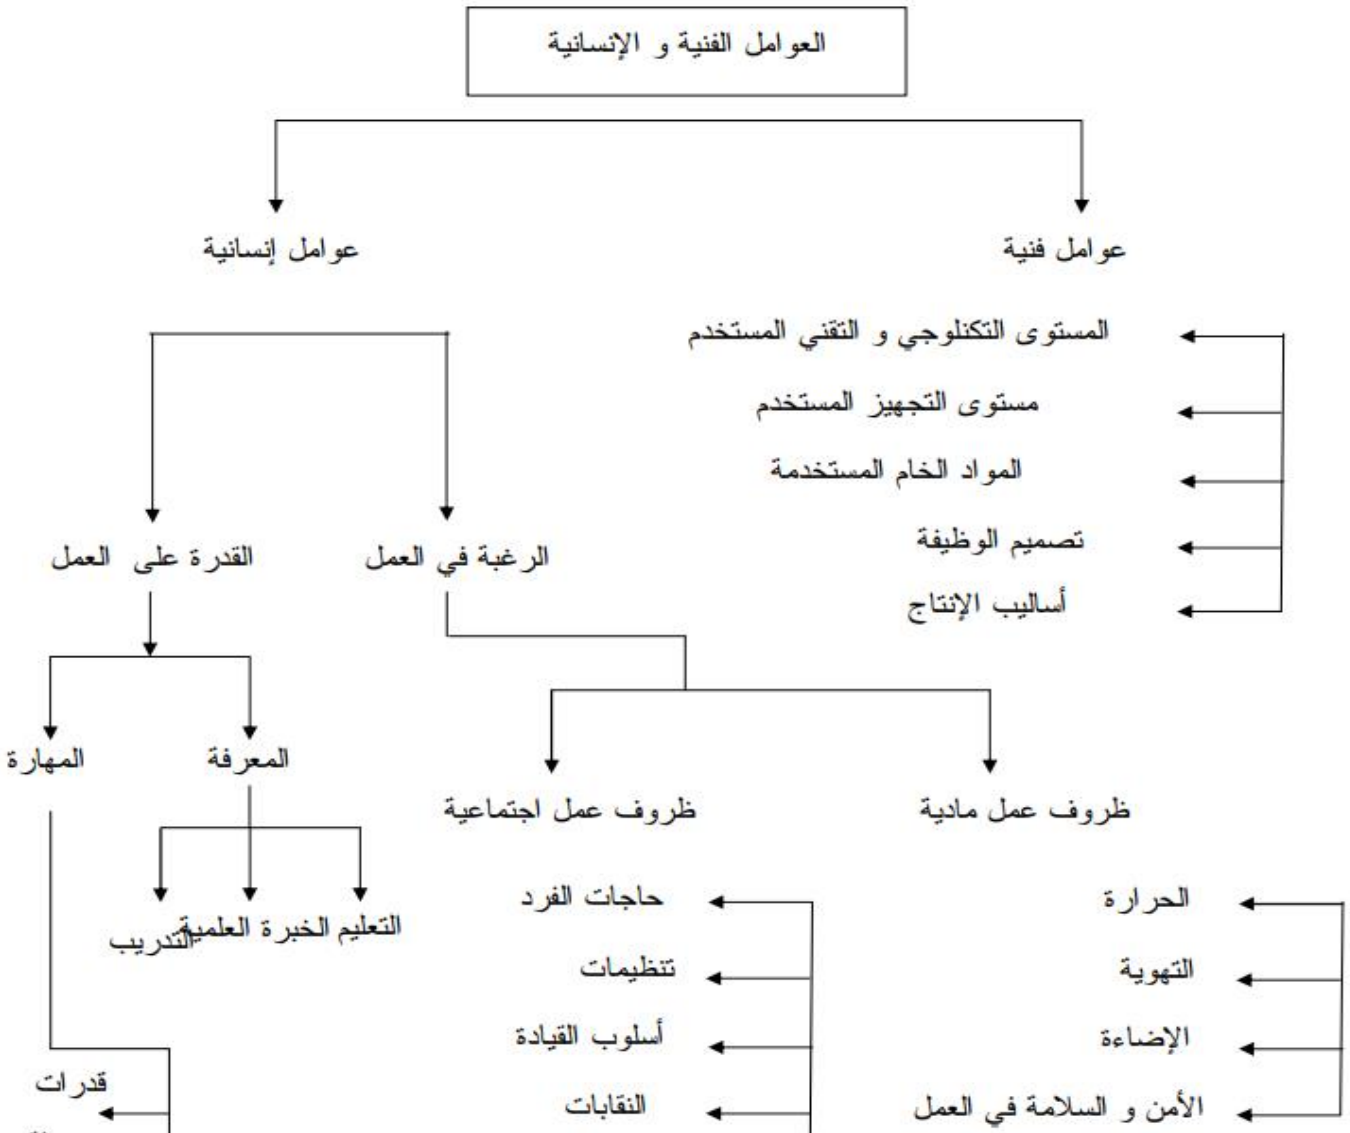 العوامل الفنية و الإنسانية
عوامل فنية
عوامل إنسانية
المستوى التكنلوجي و التقني المستخدم
مستوى التجهيز المستخدم
المواد الخام المستخدمة
تصميم الوظيفة
أساليب الإنتاج
الرغبة في العمل
القدرة على العمل
المعرفة
المهارة
ظروف عمل مادية
ظروف عمل اجتماعية
التعليم الخبرة العلمية
التدريب
الحرارة
التهوية
الإضاءة
الأمن و السلامة في العمل
حاجات الفرد
تنظيمات
أسلوب القيادة
النقابات
قدرات